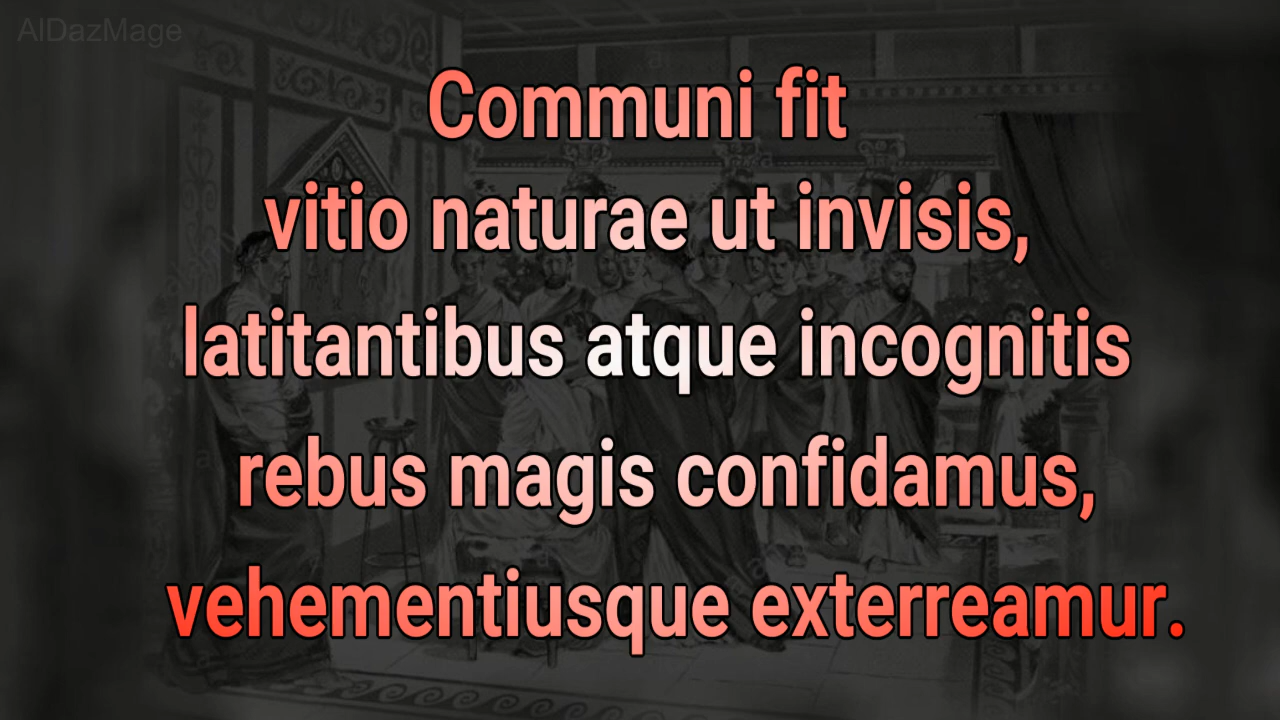 AIDazMage
Communi fit
vitio naturae ut invisis,
latitantibus atque incognitis
rebus magis confidamus,
vehementiusque exterreamur.